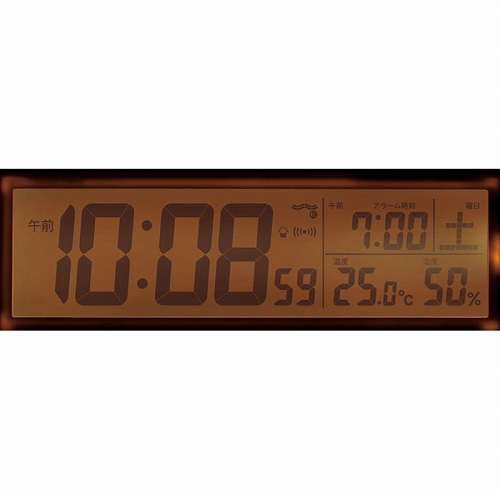 午前 10:08 59
午前 アラーム時刻 曜日
7:00 土
温度 湿度
25.0℃ 50%